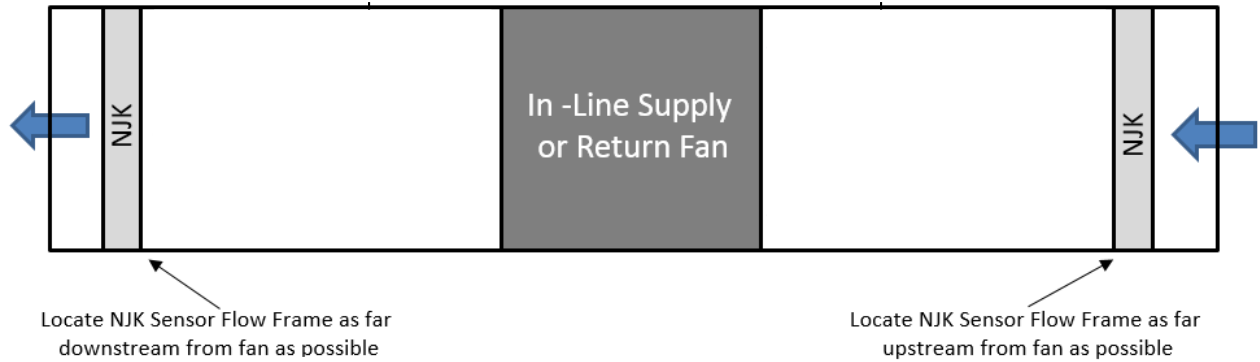 NJK
In -Line Supply
or Return Fan
NJK
Locate NJK Sensor Flow Frame as far
downstream from fan as possible
Locate NJK Sensor Flow Frame as far
upstream from fan as possible